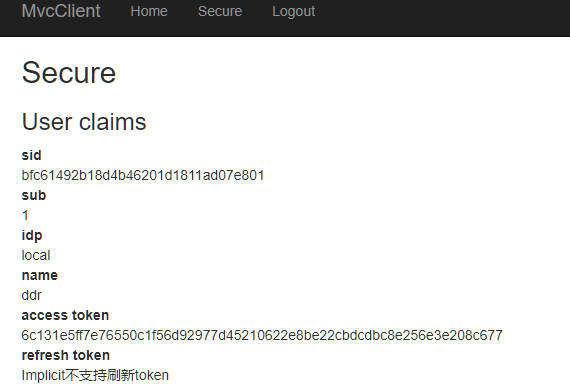 MvcClient Home Secure Logout
Secure
User claims
sid
bfc61492b18d4b46201d1811ad07e801
sub
1
idp
local
name
ddr
access token
6c131e5ff7e76550c1f56d92977d45210622e8be22cbdcdbc8e256e3e208c677
refresh token
Implicit不支持刷新token